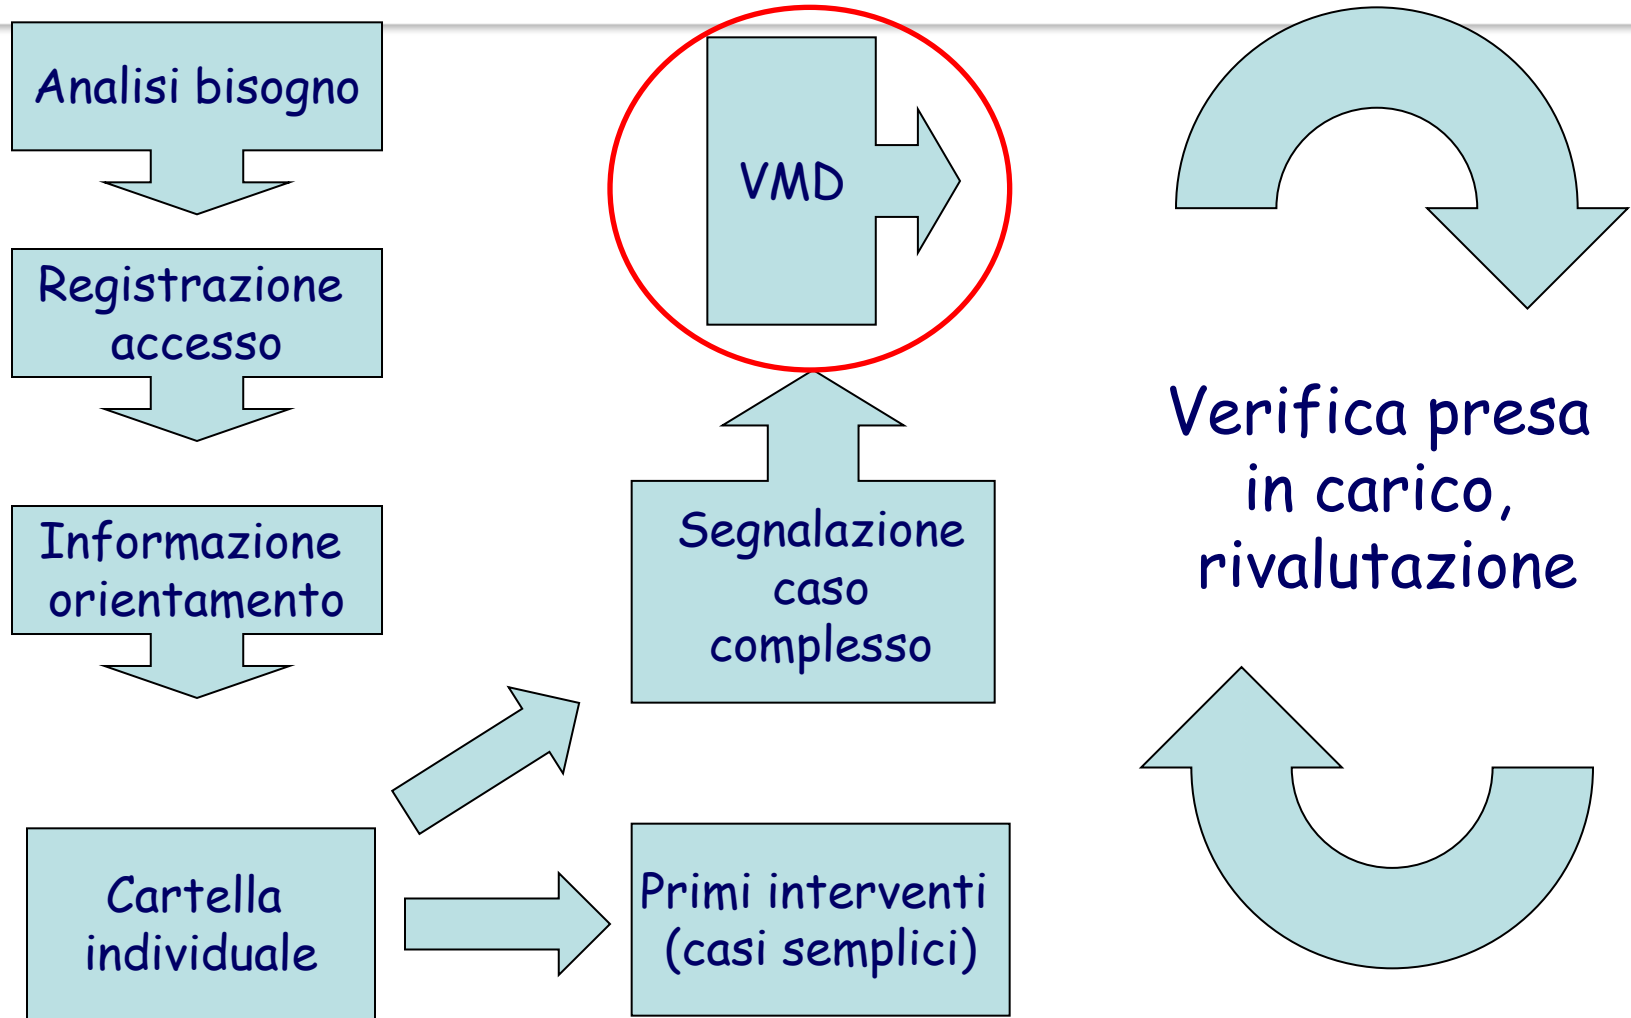 Analisi bisogno
Registrazione
accesso
Informazione
orientamento
Cartella
individuale
VMD
Segnalazione
caso
complesso
Primi interventi
(casi semplici)
Verifica presa
in carico,
rivalutazione